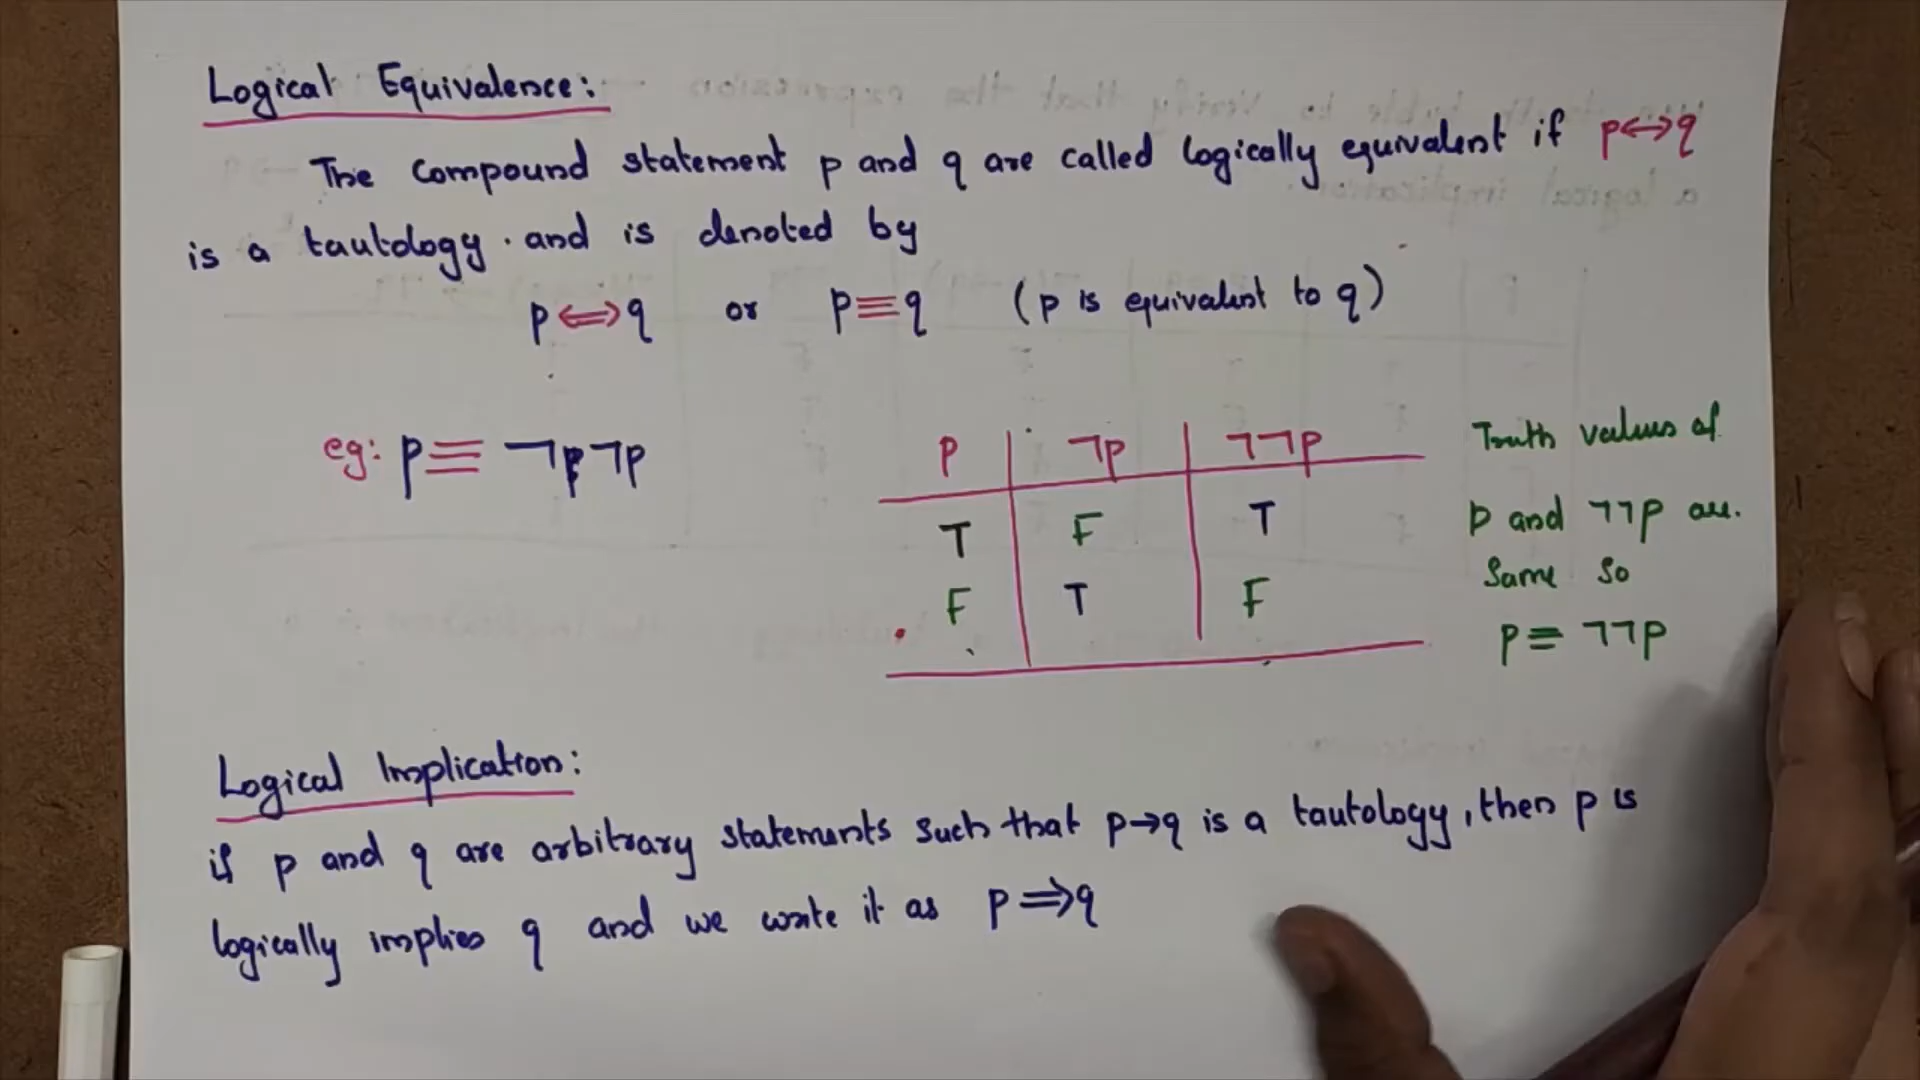 Logical Equivalence:
The compound statement p and q are called logically equivalent if p↔q
is a tautology. and is denoted by
p⟺q or p≡q (p is equivalent to q)
eg: p≡ ¬p¬p
P ¬p ¬¬p
T F T
F T F
Truth values of
p and ¬¬p are.
Same so
p≡ ¬¬p
Logical Implication:
if p and q are arbitrary statements such that p→q is a tautology, then p is
logically implies q and we write it as p⟹q